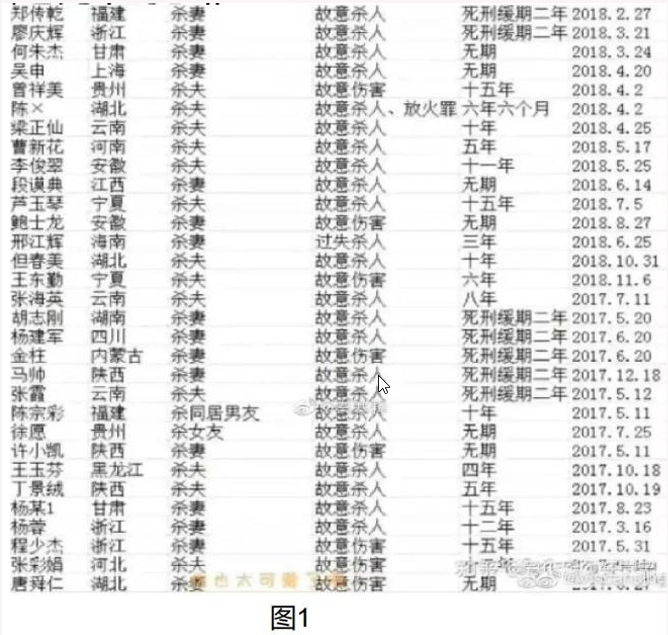 郑传乾 福建 杀妻 故意杀人 死刑缓期二年 2018.2.27
廖庆辉 浙江 杀妻 故意杀人 死刑缓期二年 2018.3.21
何朱杰 甘肃 杀妻 故意杀人 无期 2018.3.24
吴申 上海 杀妻 故意杀人 无期 2018.4.20
曾祥美 贵州 杀夫 故意伤害 十五年 2018.4.2
陈× 湖北 杀夫 故意杀人、放火罪 六年六个月 2018.4.2
梁正仙 云南 杀夫 故意杀人 十年 2018.4.25
曹新花 河南 杀夫 故意杀人 五年 2018.5.17
李俊翠 安徽 杀夫 故意杀人 十一年 2018.5.25
段谟典 江西 杀妻 故意杀人 无期 2018.6.14
芦玉琴 宁夏 杀夫 故意杀人 十五年 2018.7.5
鲍士龙 安徽 杀妻 故意伤害 无期 2018.8.27
邢江辉 海南 杀妻 过失杀人 三年 2018.6.25
但春美 湖北 杀夫 故意杀人 十年 2018.10.31
王东勤 宁夏 杀夫 故意伤害 六年 2018.11.6
张海英 云南 杀夫 故意杀人 八年 2017.7.11
胡志刚 湖南 杀妻 故意杀人 死刑缓期二年 2017.5.20
杨建军 四川 杀妻 故意杀人 死刑缓期二年 2017.6.20
金柱 内蒙古 杀妻 故意伤害 死刑缓期二年 2017.6.20
马帅 陕西 杀妻 故意杀人 死刑缓期二年 2017.12.18
张霞 云南 杀夫 故意杀人 死刑缓期二年 2017.5.12
陈宗彩 福建 杀同居男友 故意杀人 十年 2017.5.11
徐愿 贵州 杀女友 故意杀人 无期 2017.7.25
许小凯 陕西 杀妻 故意伤害 无期 2017.5.11
王玉芬 黑龙江 杀夫 故意杀人 四年 2017.10.18
丁景绒 陕西 杀夫 故意杀人 五年 2017.10.19
杨某1 甘肃 杀妻 故意杀人 十五年 2017.8.23
杨蓉 浙江 杀夫 故意杀人 十二年 2017.3.16
程少杰 浙江 杀妻 故意伤害 十五年 2017.5.31
张彩娟 河北 杀夫 故意伤害
唐舜仁 湖北 杀妻 故意伤害 无期
图1